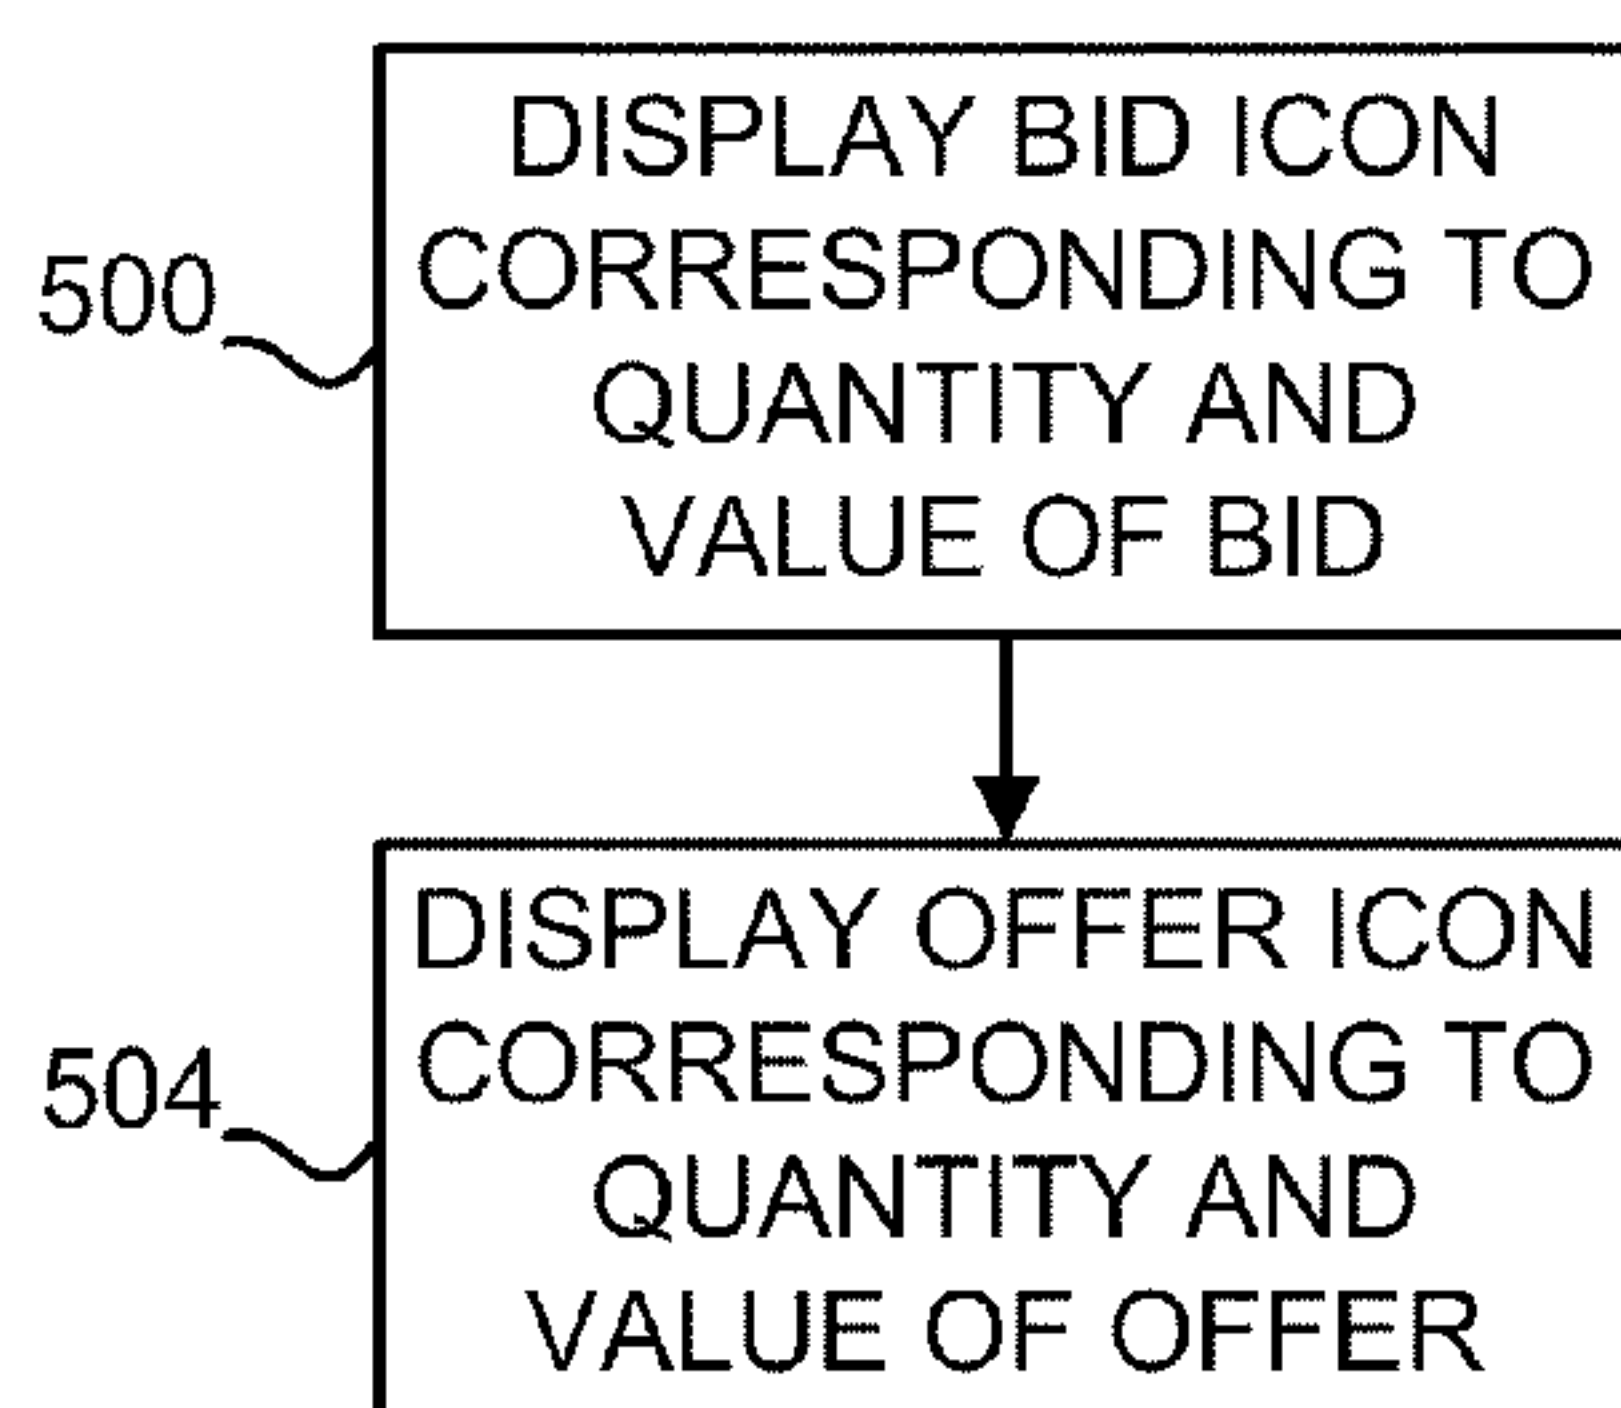 DISPLAY BID ICON
CORRESPONDING TO
500
QUANTITY AND
VALUE OF BID
DISPLAY OFFER ICON
CORRESPONDING TO
504
QUANTITY AND
VALUE OF OFFER